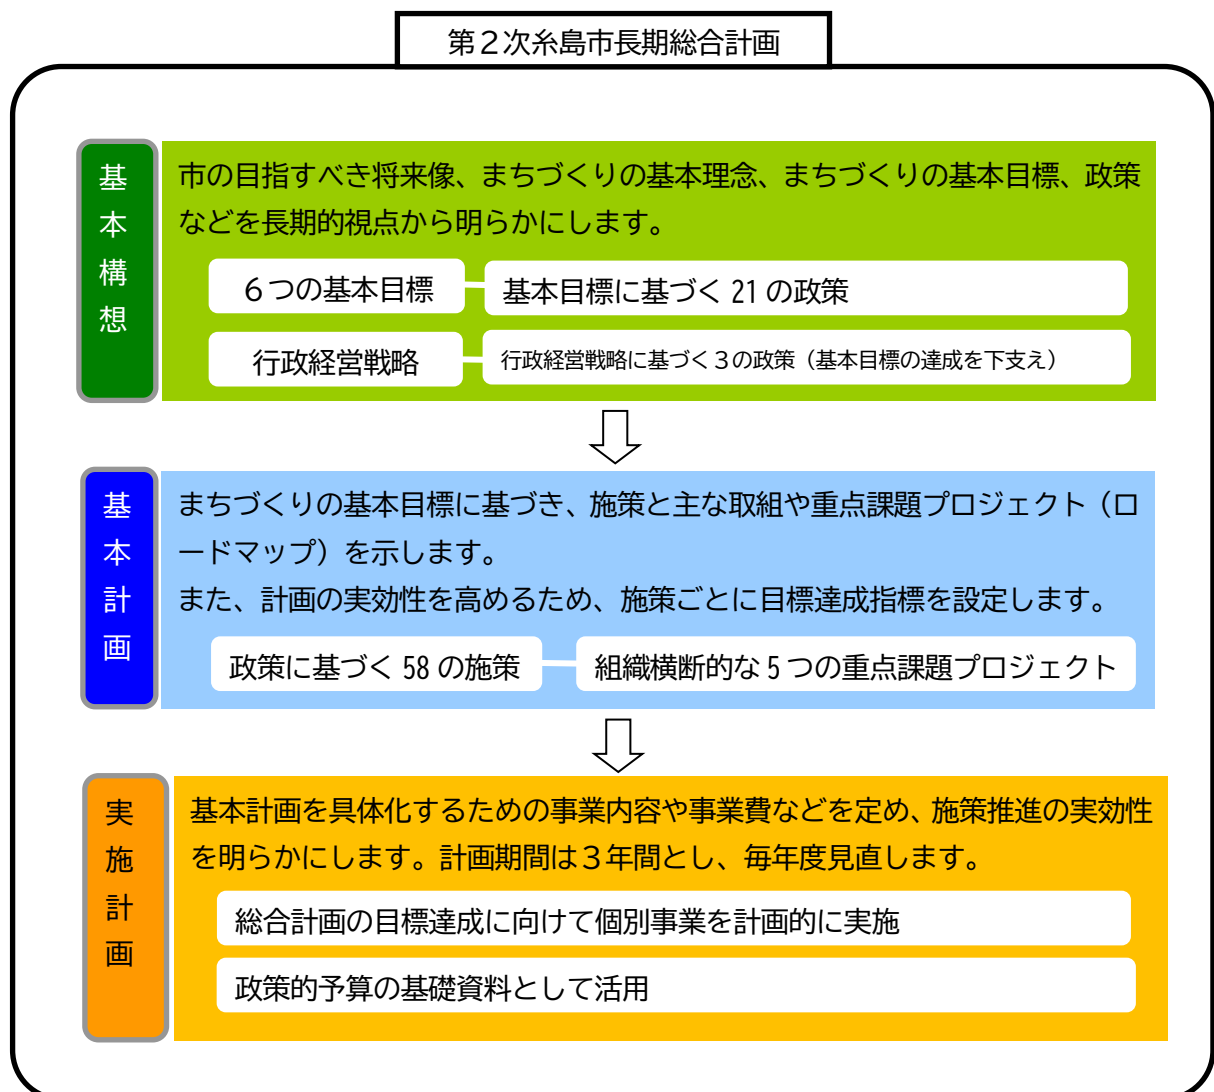 第２次糸島市長期総合計画
基本構想
市の目指すべき将来像、まちづくりの基本理念、まちづくりの基本目標、政策
などを長期的視点から明らかにします。
６つの基本目標
基本目標に基づく 21 の政策
行政経営戦略
行政経営戦略に基づく３の政策（基本目標の達成を下支え）
基本計画
まちづくりの基本目標に基づき、施策と主な取組や重点課題プロジェクト（ロ
ードマップ）を示します。
また、計画の実効性を高めるため、施策ごとに目標達成指標を設定します。
政策に基づく 58 の施策
組織横断的な 5 つの重点課題プロジェクト
実施計画
基本計画を具体化するための事業内容や事業費などを定め、施策推進の実効性
を明らかにします。計画期間は３年間とし、毎年度見直します。
総合計画の目標達成に向けて個別事業を計画的に実施
政策的予算の基礎資料として活用